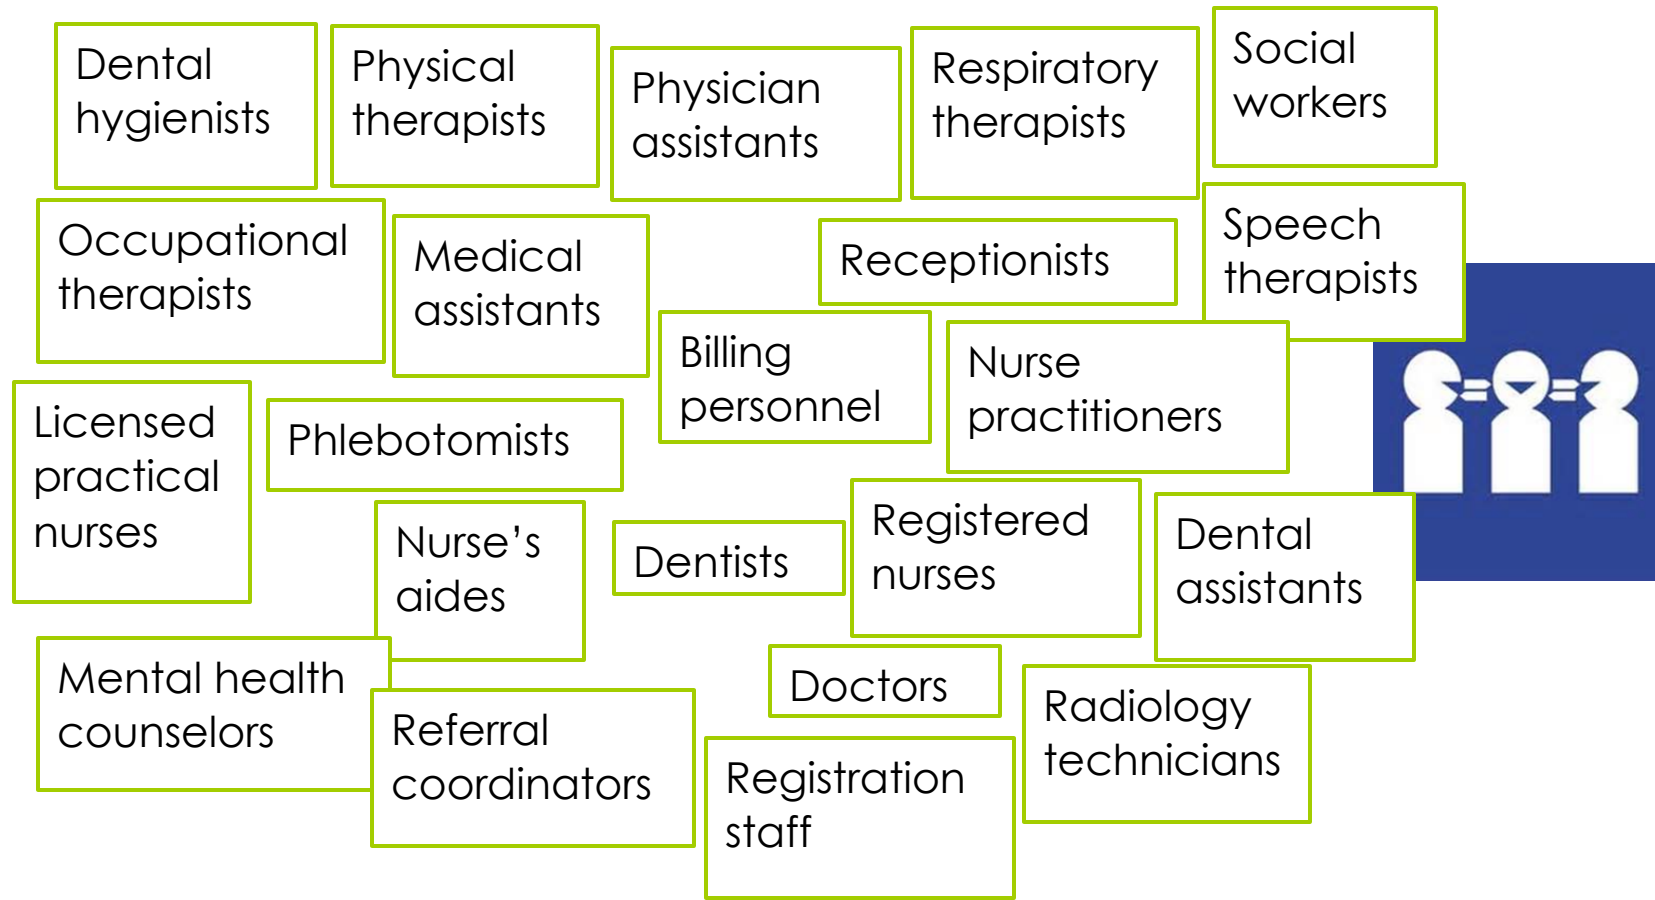 Dental
hygienists
Physical
therapists
Physician
assistants
Respiratory
therapists
Social
workers
Occupational
therapists
Medical
assistants
Receptionists
Speech
therapists
Billing
personnel
Nurse
practitioners
Licensed
practical
nurses
Phlebotomists
Nurse’s
aides
Dentists
Registered
nurses
Dental
assistants
Mental health
counselors
Referral
coordinators
Doctors
Registration
staff
Radiology
technicians